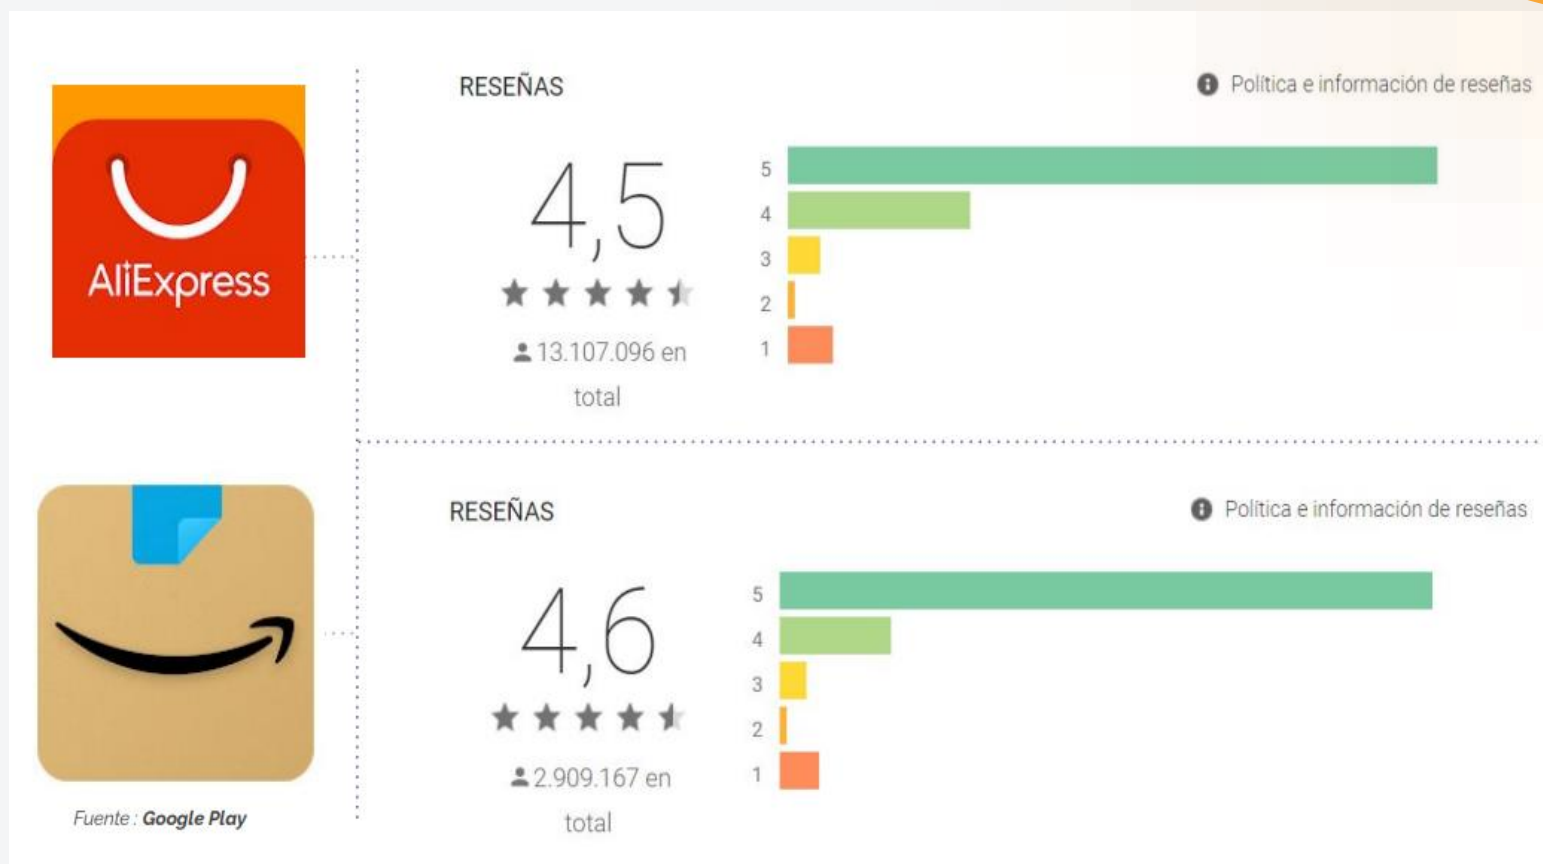 AliExpress
RESEÑAS
Política e información de reseñas
4,5
13.107.096 en
total
5
4
3
2
1
RESEÑAS
Política e información de reseñas
4,6
2.909.167 en
total
5
4
3
2
1
Fuente : Google Play